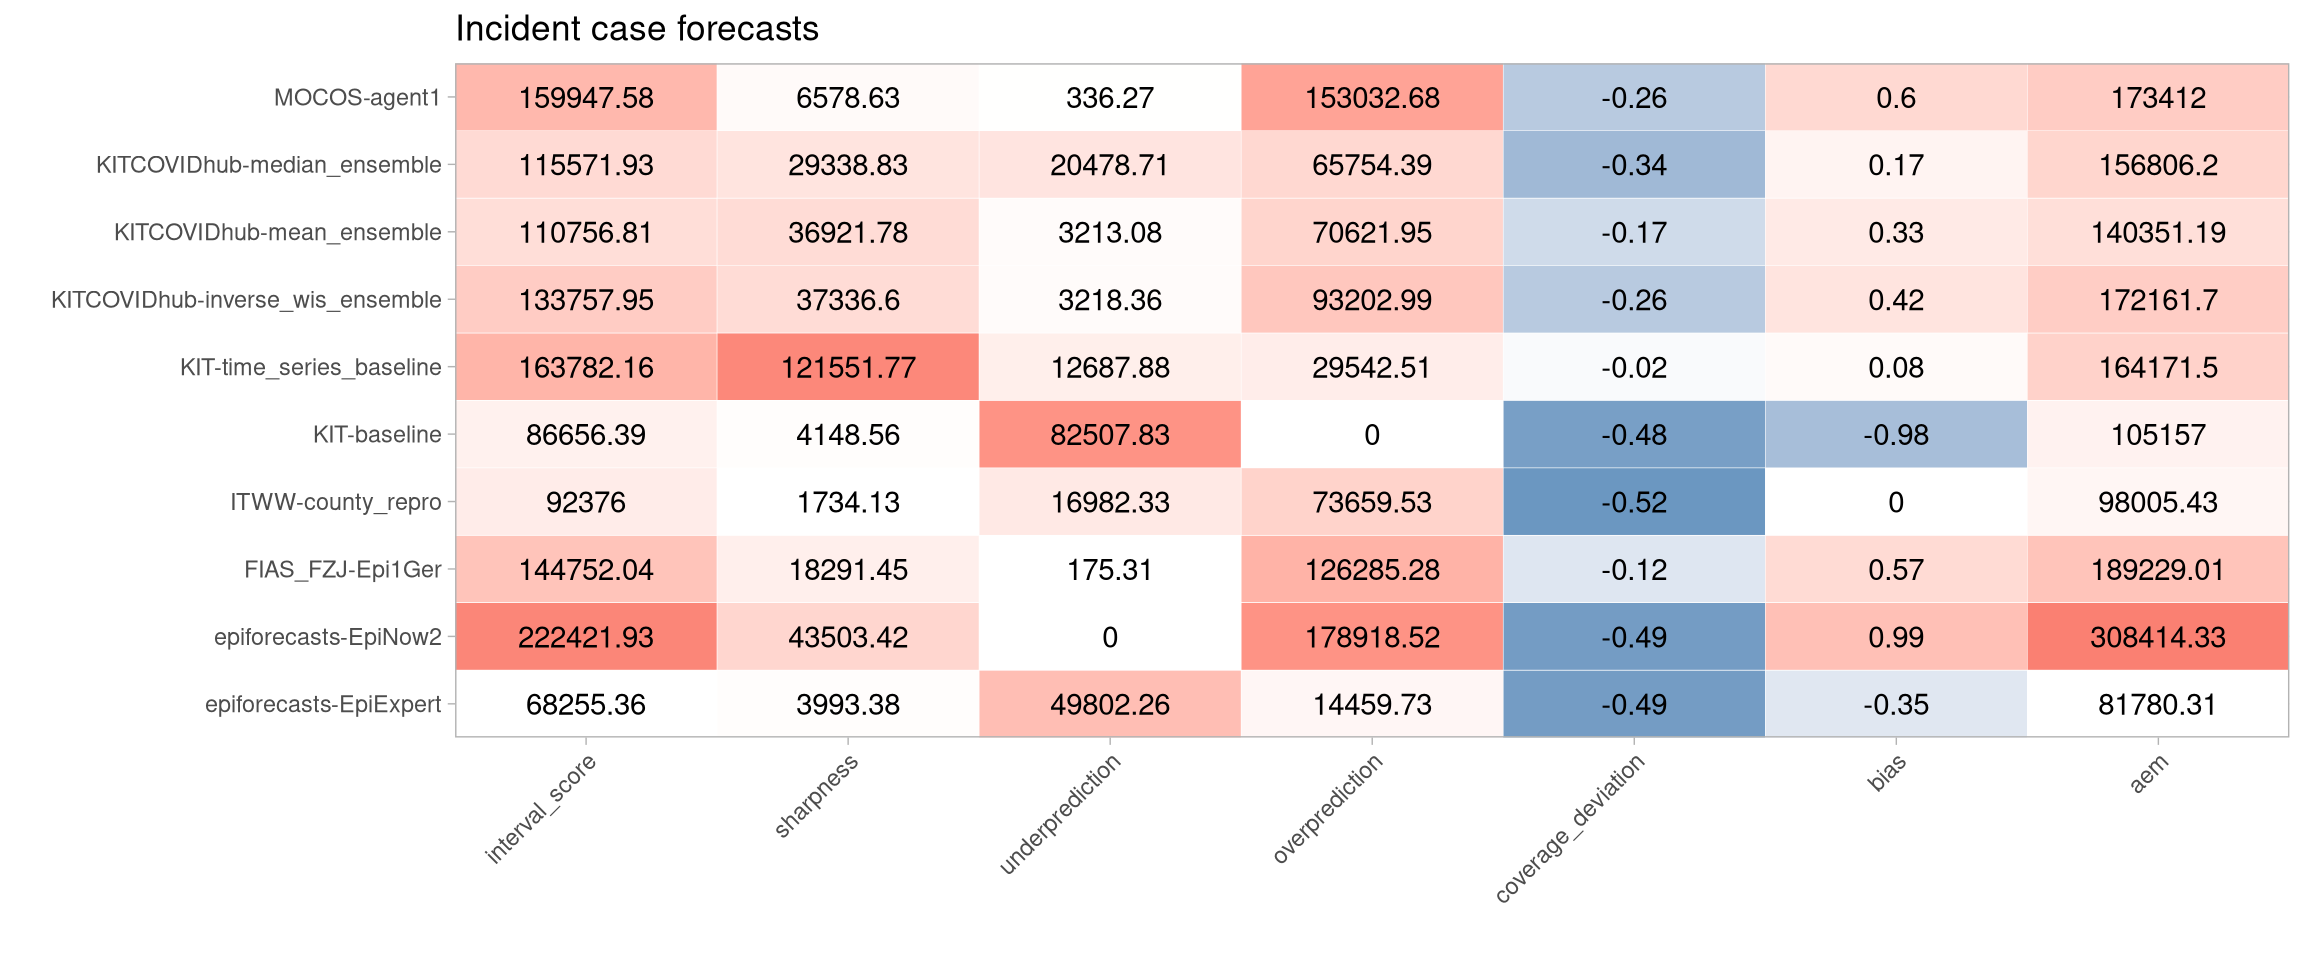 Incident case forecasts
MOCOS-agent1 159947.58 6578.63 336.27 153032.68 -0.26 0.6 173412
KITCOVIDhub-median_ensemble 115571.93 29338.83 20478.71 65754.39 -0.34 0.17 156806.2
KITCOVIDhub-mean_ensemble 110756.81 36921.78 3213.08 70621.95 -0.17 0.33 140351.19
KITCOVIDhub-inverse_wis_ensemble 133757.95 37336.6 3218.36 93202.99 -0.26 0.42 172161.7
KIT-time_series_baseline 163782.16 121551.77 12687.88 29542.51 -0.02 0.08 164171.5
KIT-baseline 86656.39 4148.56 82507.83 0 -0.48 -0.98 105157
ITWW-county_repro 92376 1734.13 16982.33 73659.53 -0.52 0 98005.43
FIAS_FZJ-Epi1Ger 144752.04 18291.45 175.31 126285.28 -0.12 0.57 189229.01
epiforecasts-EpiNow2 222421.93 43503.42 0 178918.52 -0.49 0.99 308414.33
epiforecasts-EpiExpert 68255.36 3993.38 49802.26 14459.73 -0.49 -0.35 81780.31
interval_score sharpness underprediction overprediction coverage_deviation bias aem